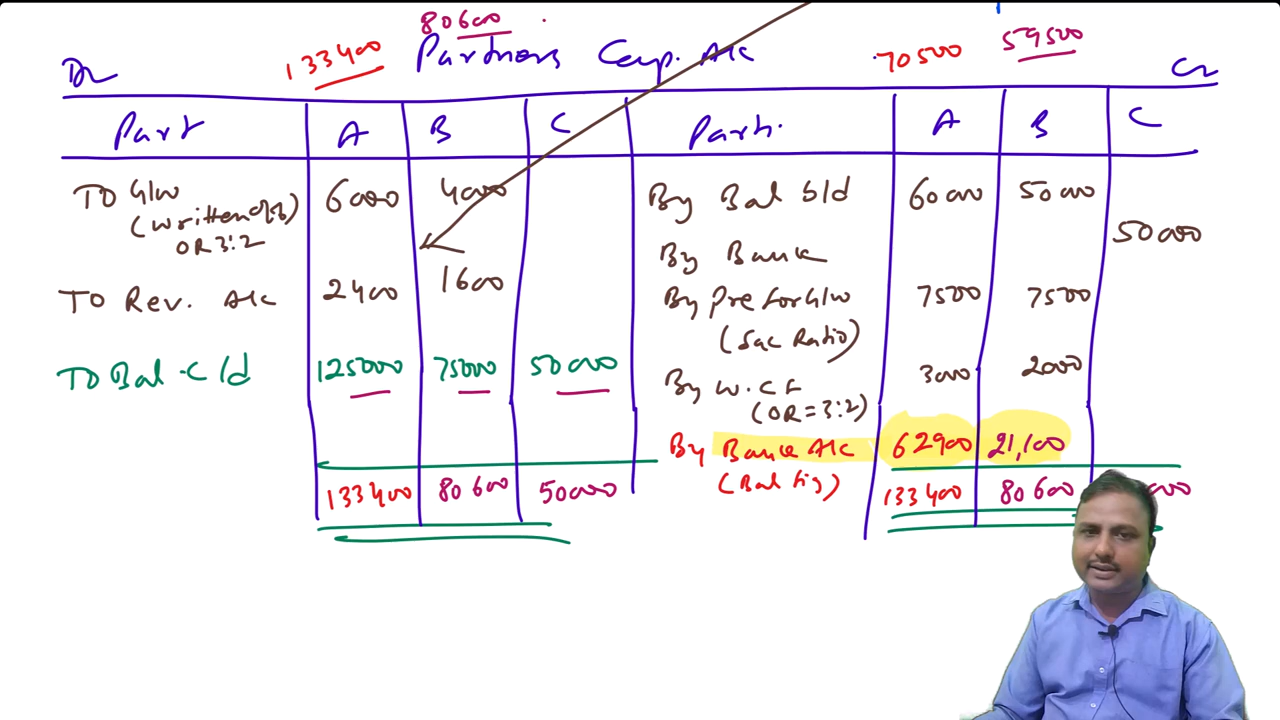 133400 80600 70500 59500
Dr Partners Cap. A/c Cr
Part A B C Parti. A B C
To G/w 6000 4000 By Bal b/d 60000 50000
(written off)
OR 3:2
By Bank 50000
To Rev. A/c 2400 1600 By Pre for G/w 7500 7500
(Sac Ratio)
To Bal c/d 125000 75000 50000 By W.C.F 3000 2000
(OR=3:2)
By Bank A/c 62900 21,100
(Bal fig)
133400 80600 50000 133400 80600